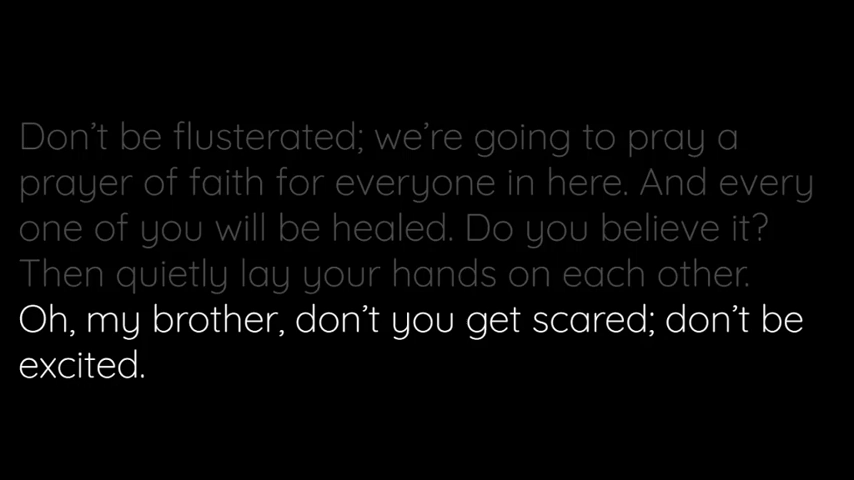 Don’t be flusterated; we’re going to pray a
prayer of faith for everyone in here. And every
one of you will be healed. Do you believe it?
Then quietly lay your hands on each other.
Oh, my brother, don’t you get scared; don’t be
excited.